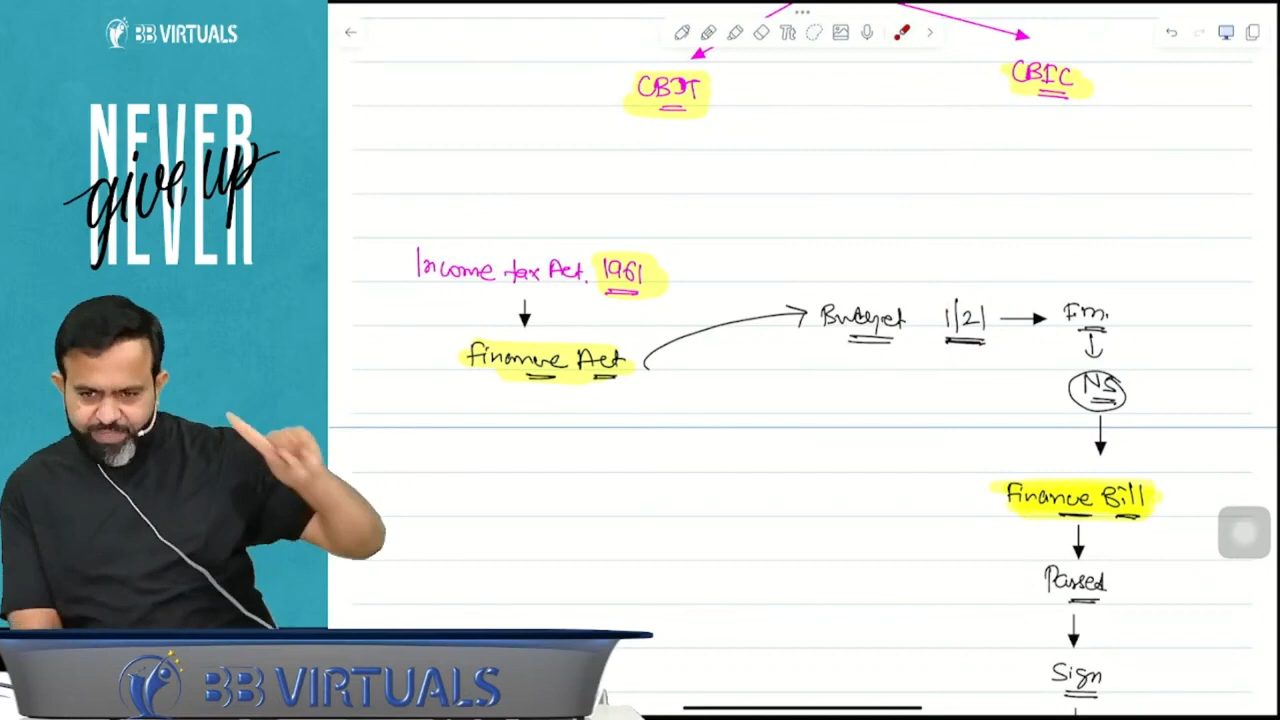 BB VIRTUALS
NEVER
give up
NEVER
CBDT
CBIC
Income tax Act, 1961
Finance Act
Budget 1/2 → Fm.
NS
Finance Bill
Passed
Sign
BB VIRTUALS